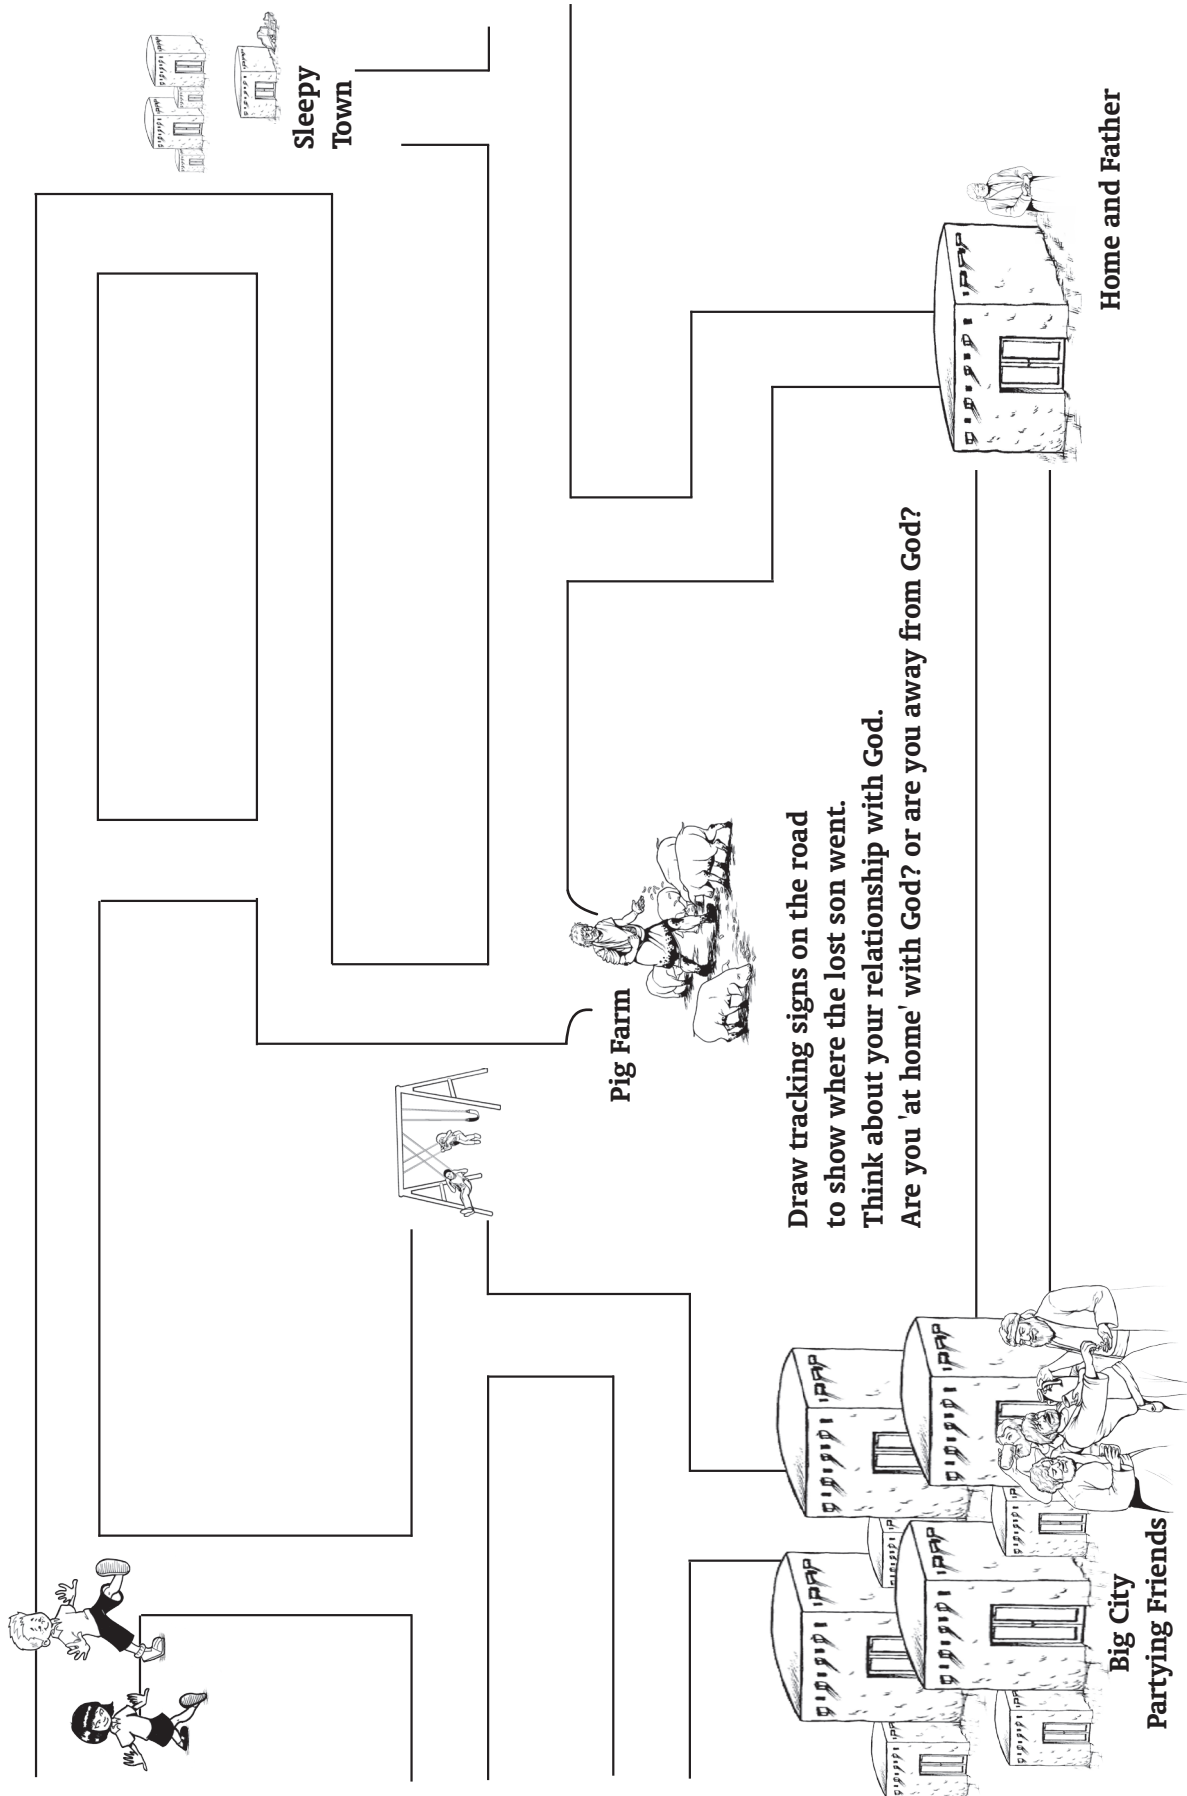 Sleepy
Town
Pig Farm
Home and Father
Draw tracking signs on the road
to show where the lost son went.
Think about your relationship with God.
Are you 'at home' with God? or are you away from God?
Big City
Partying Friends